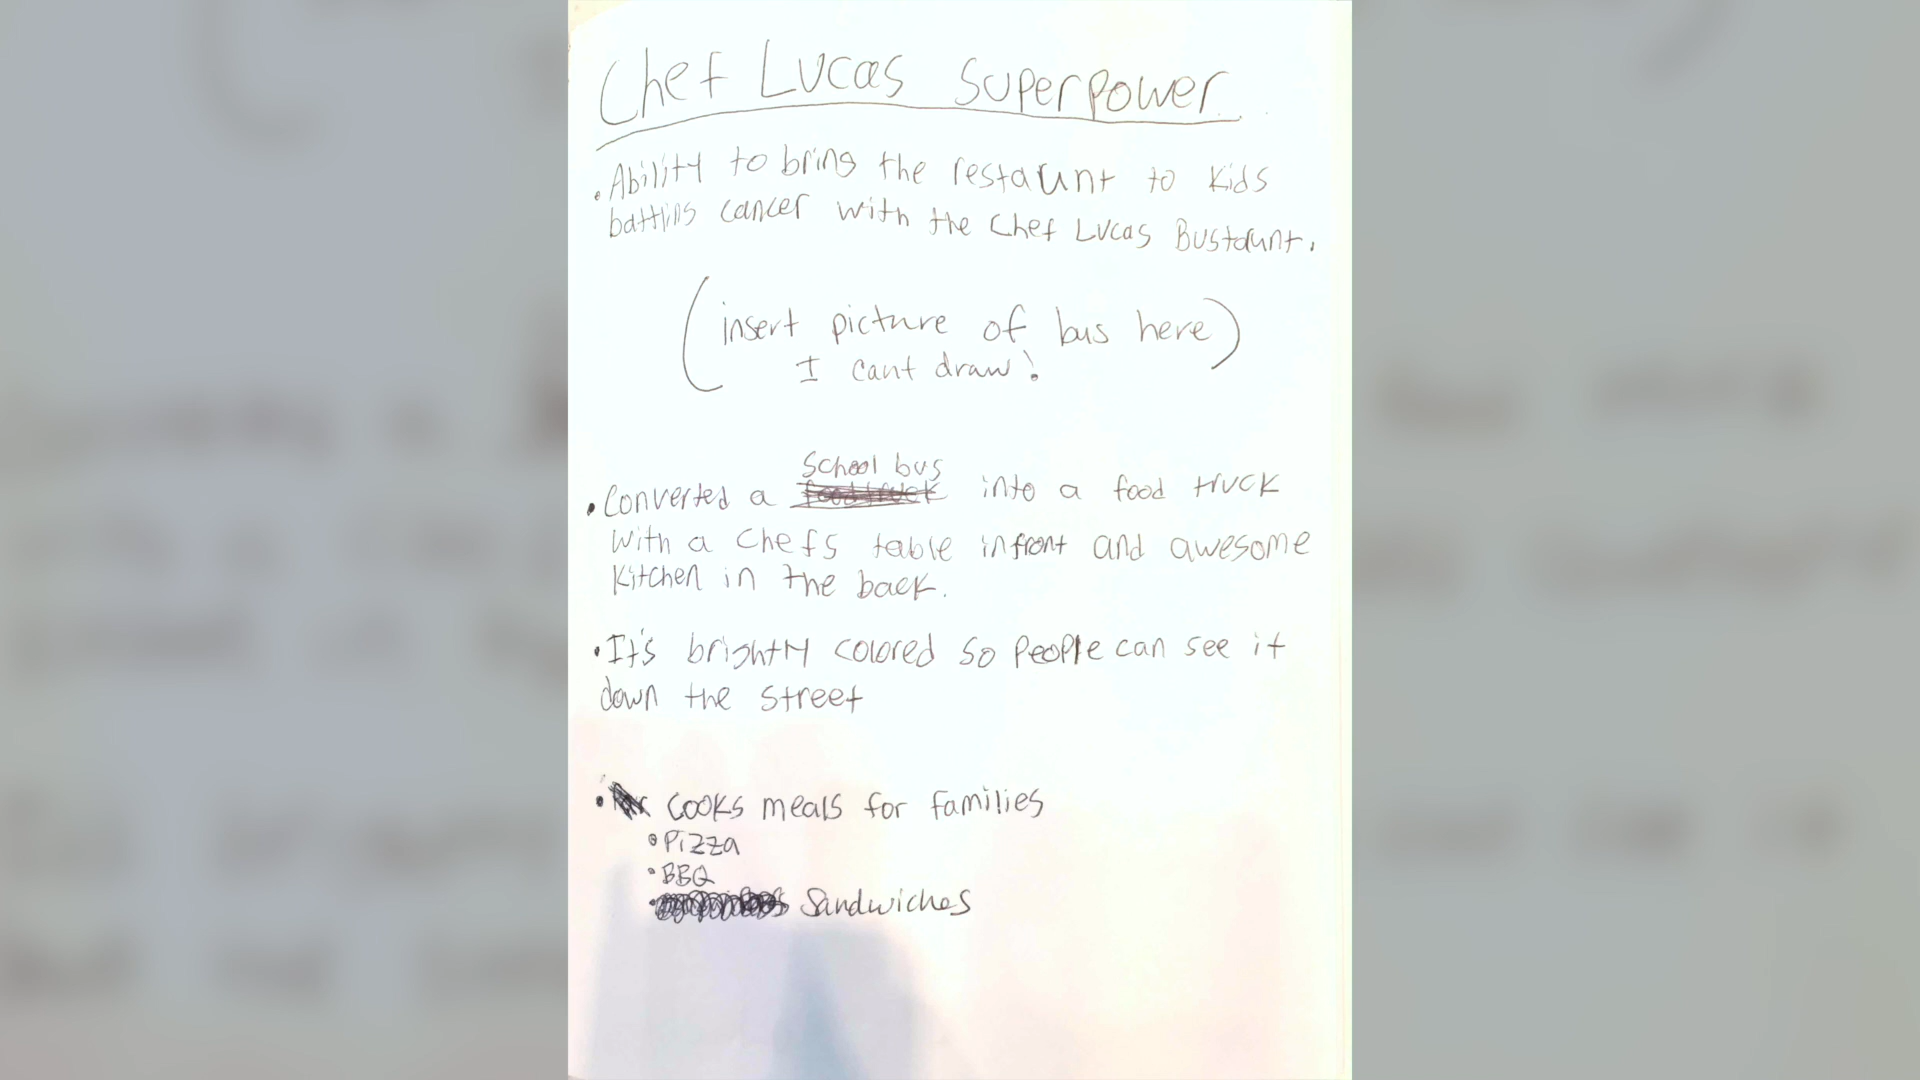 Chef Lucas Superpower
• Ability to bring the restaunt to kids
battling cancer with the Chef Lucas Bustaunt.
(insert picture of bus here)
I cant draw!
School bus
• Converted a food truck into a food truck
with a chefs table infront and awesome
kitchen in the back.
• It's brightly colored so people can see it
down the street
• cooks meals for families
• Pizza
• BBQ
• Sandwiches